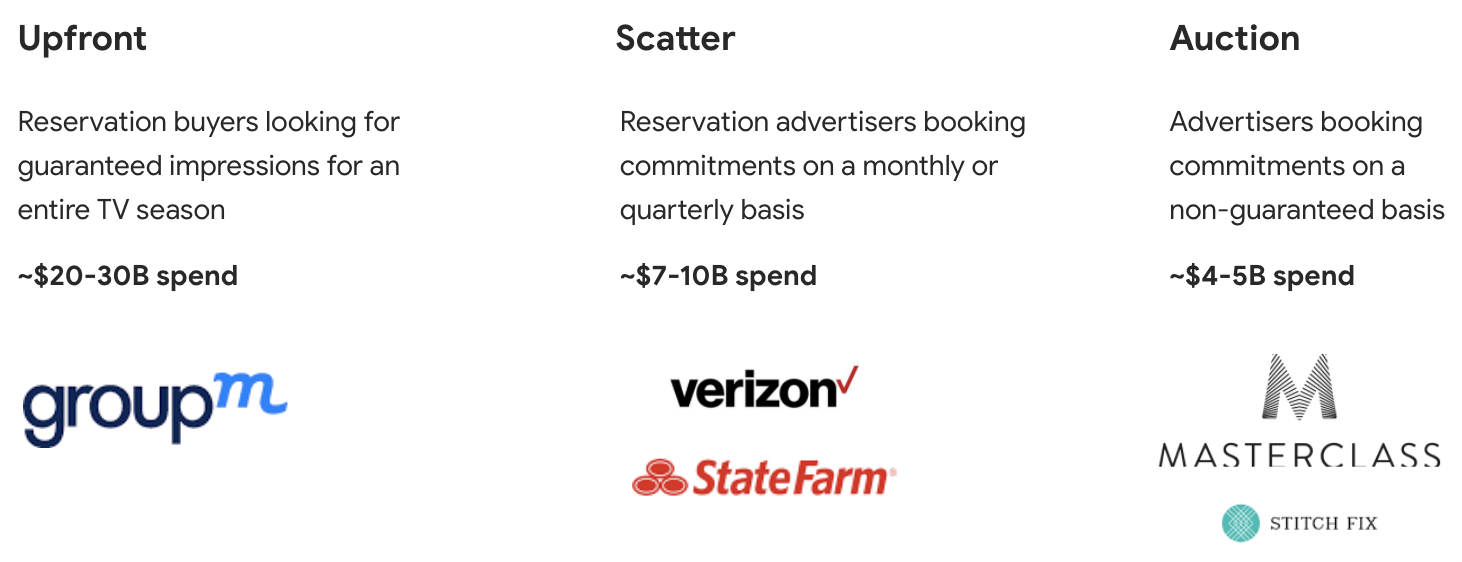 Upfront
Reservation buyers looking for
guaranteed impressions for an
entire TV season
~$20-30B spend
groupm
Scatter
Reservation advertisers booking
commitments on a monthly or
quarterly basis
~$7-10B spend
verizon✓
State Farm®
Auction
Advertisers booking
commitments on a
non-guaranteed basis
~$4-5B spend
M
MASTERCLASS
STITCH FIX